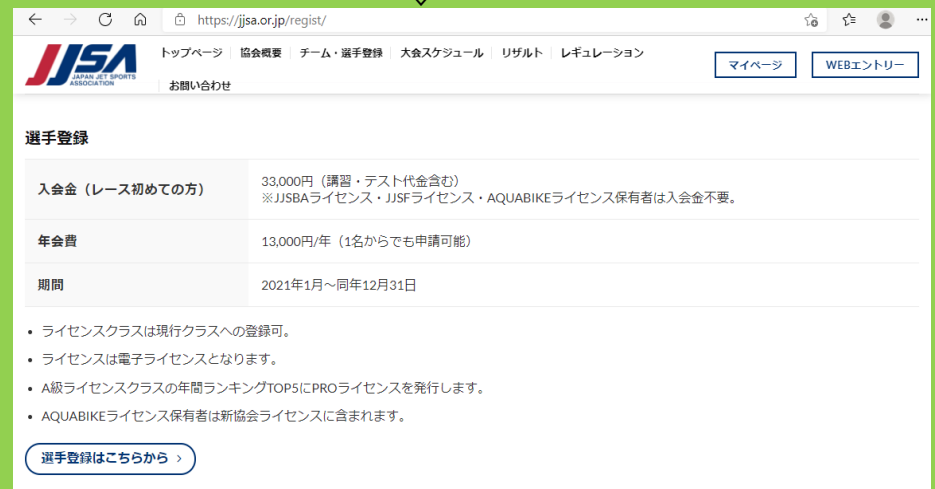 https://jjsa.or.jp/regist/
JJSA
JAPAN JET SPORTS
ASSOCIATION
トップページ 協会概要 チーム・選手登録 大会スケジュール リザルト レギュレーション
お問い合わせ
マイページ WEBエントリー
選手登録
入会金（レース初めての方） 33,000円（講習・テスト代金含む）
※JJSBAライセンス・JJSFライセンス・AQUABIKEライセンス保有者は入会金不要。
年会費 13,000円/年（1名からでも申請可能）
期間 2021年1月～同年12月31日
• ライセンスクラスは現行クラスへの登録可。
• ライセンスは電子ライセンスとなります。
• A級ライセンスクラスの年間ランキングTOP5にPROライセンスを発行します。
• AQUABIKEライセンス保有者は新協会ライセンスに含まれます。
選手登録はこちらから ›